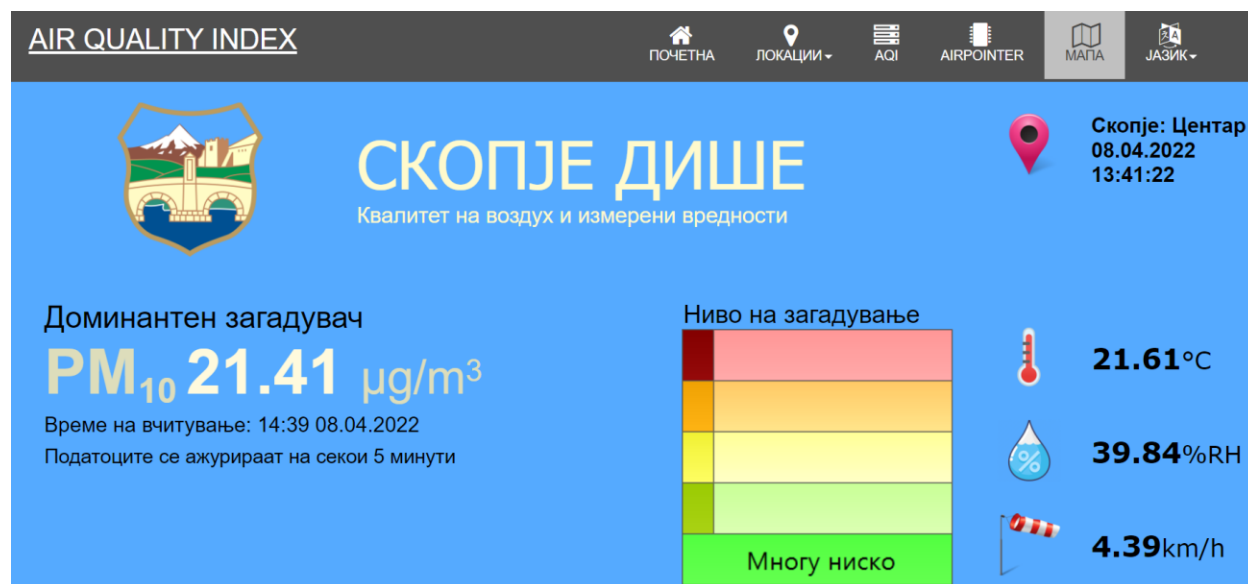 AIR QUALITY INDEX
ПОЧЕТНА
ЛОКАЦИИ
AQI
AIRPOINTER
МАПА
ЈАЗИК
СКОПЈЕ ДИШЕ
Квалитет на воздух и измерени вредности
Скопје: Центар
08.04.2022
13:41:22
Доминантен загадувач
PM₁₀ 21.41 µg/m³
Време на вчитување: 14:39 08.04.2022
Податоците се ажурираат на секои 5 минути
Ниво на загадување
Многу ниско
21.61°C
%
39.84%RH
4.39km/h